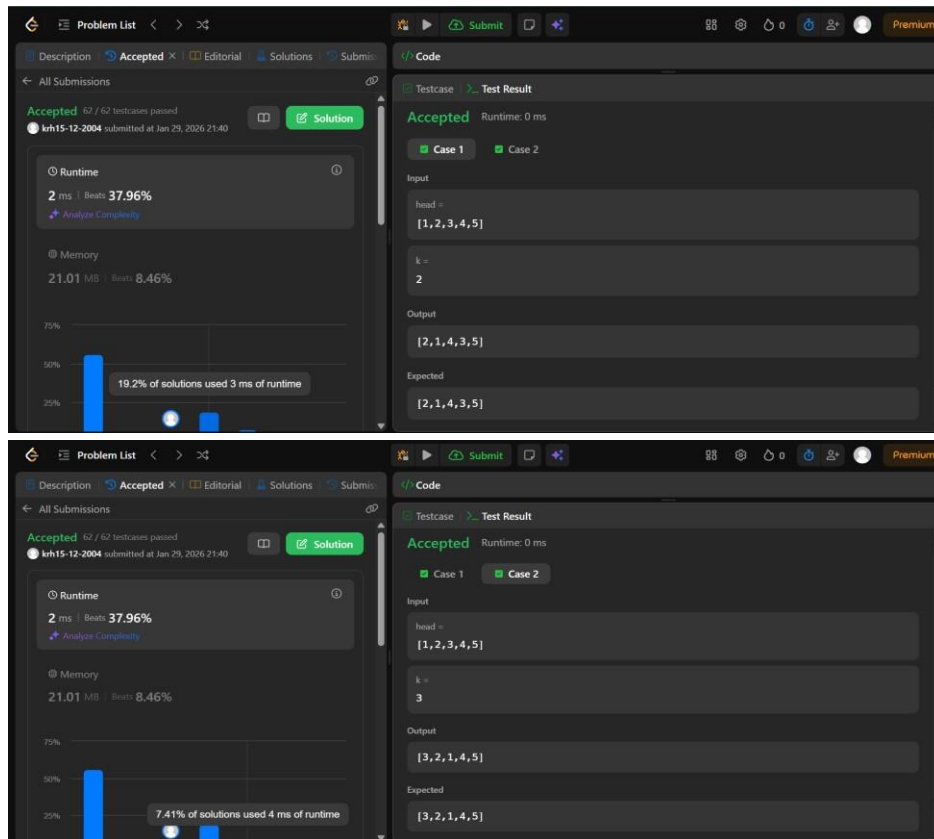 Problem List
Submit
0
Premium
Description
Accepted
Editorial
Solutions
Submis
Code
All Submissions
Testcase
Test Result
Accepted 62 / 62 testcases passed
krh15-12-2004 submitted at Jan 29, 2026 21:40
Solution
Accepted Runtime: 0 ms
Case 1
Case 2
Runtime
2 ms Beats 37.96%
Analyze Complexity
Memory
21.01 MB Beats 8.46%
75%
50%
25%
19.2% of solutions used 3 ms of runtime
Input
head =
[1,2,3,4,5]
k =
2
Output
[2,1,4,3,5]
Expected
[2,1,4,3,5]
Problem List
Submit
0
Premium
Description
Accepted
Editorial
Solutions
Submis
Code
All Submissions
Testcase
Test Result
Accepted 62 / 62 testcases passed
krh15-12-2004 submitted at Jan 29, 2026 21:40
Solution
Accepted Runtime: 0 ms
Case 1
Case 2
Runtime
2 ms Beats 37.96%
Analyze Complexity
Memory
21.01 MB Beats 8.46%
75%
50%
25%
7.41% of solutions used 4 ms of runtime
Input
head =
[1,2,3,4,5]
k =
3
Output
[3,2,1,4,5]
Expected
[3,2,1,4,5]